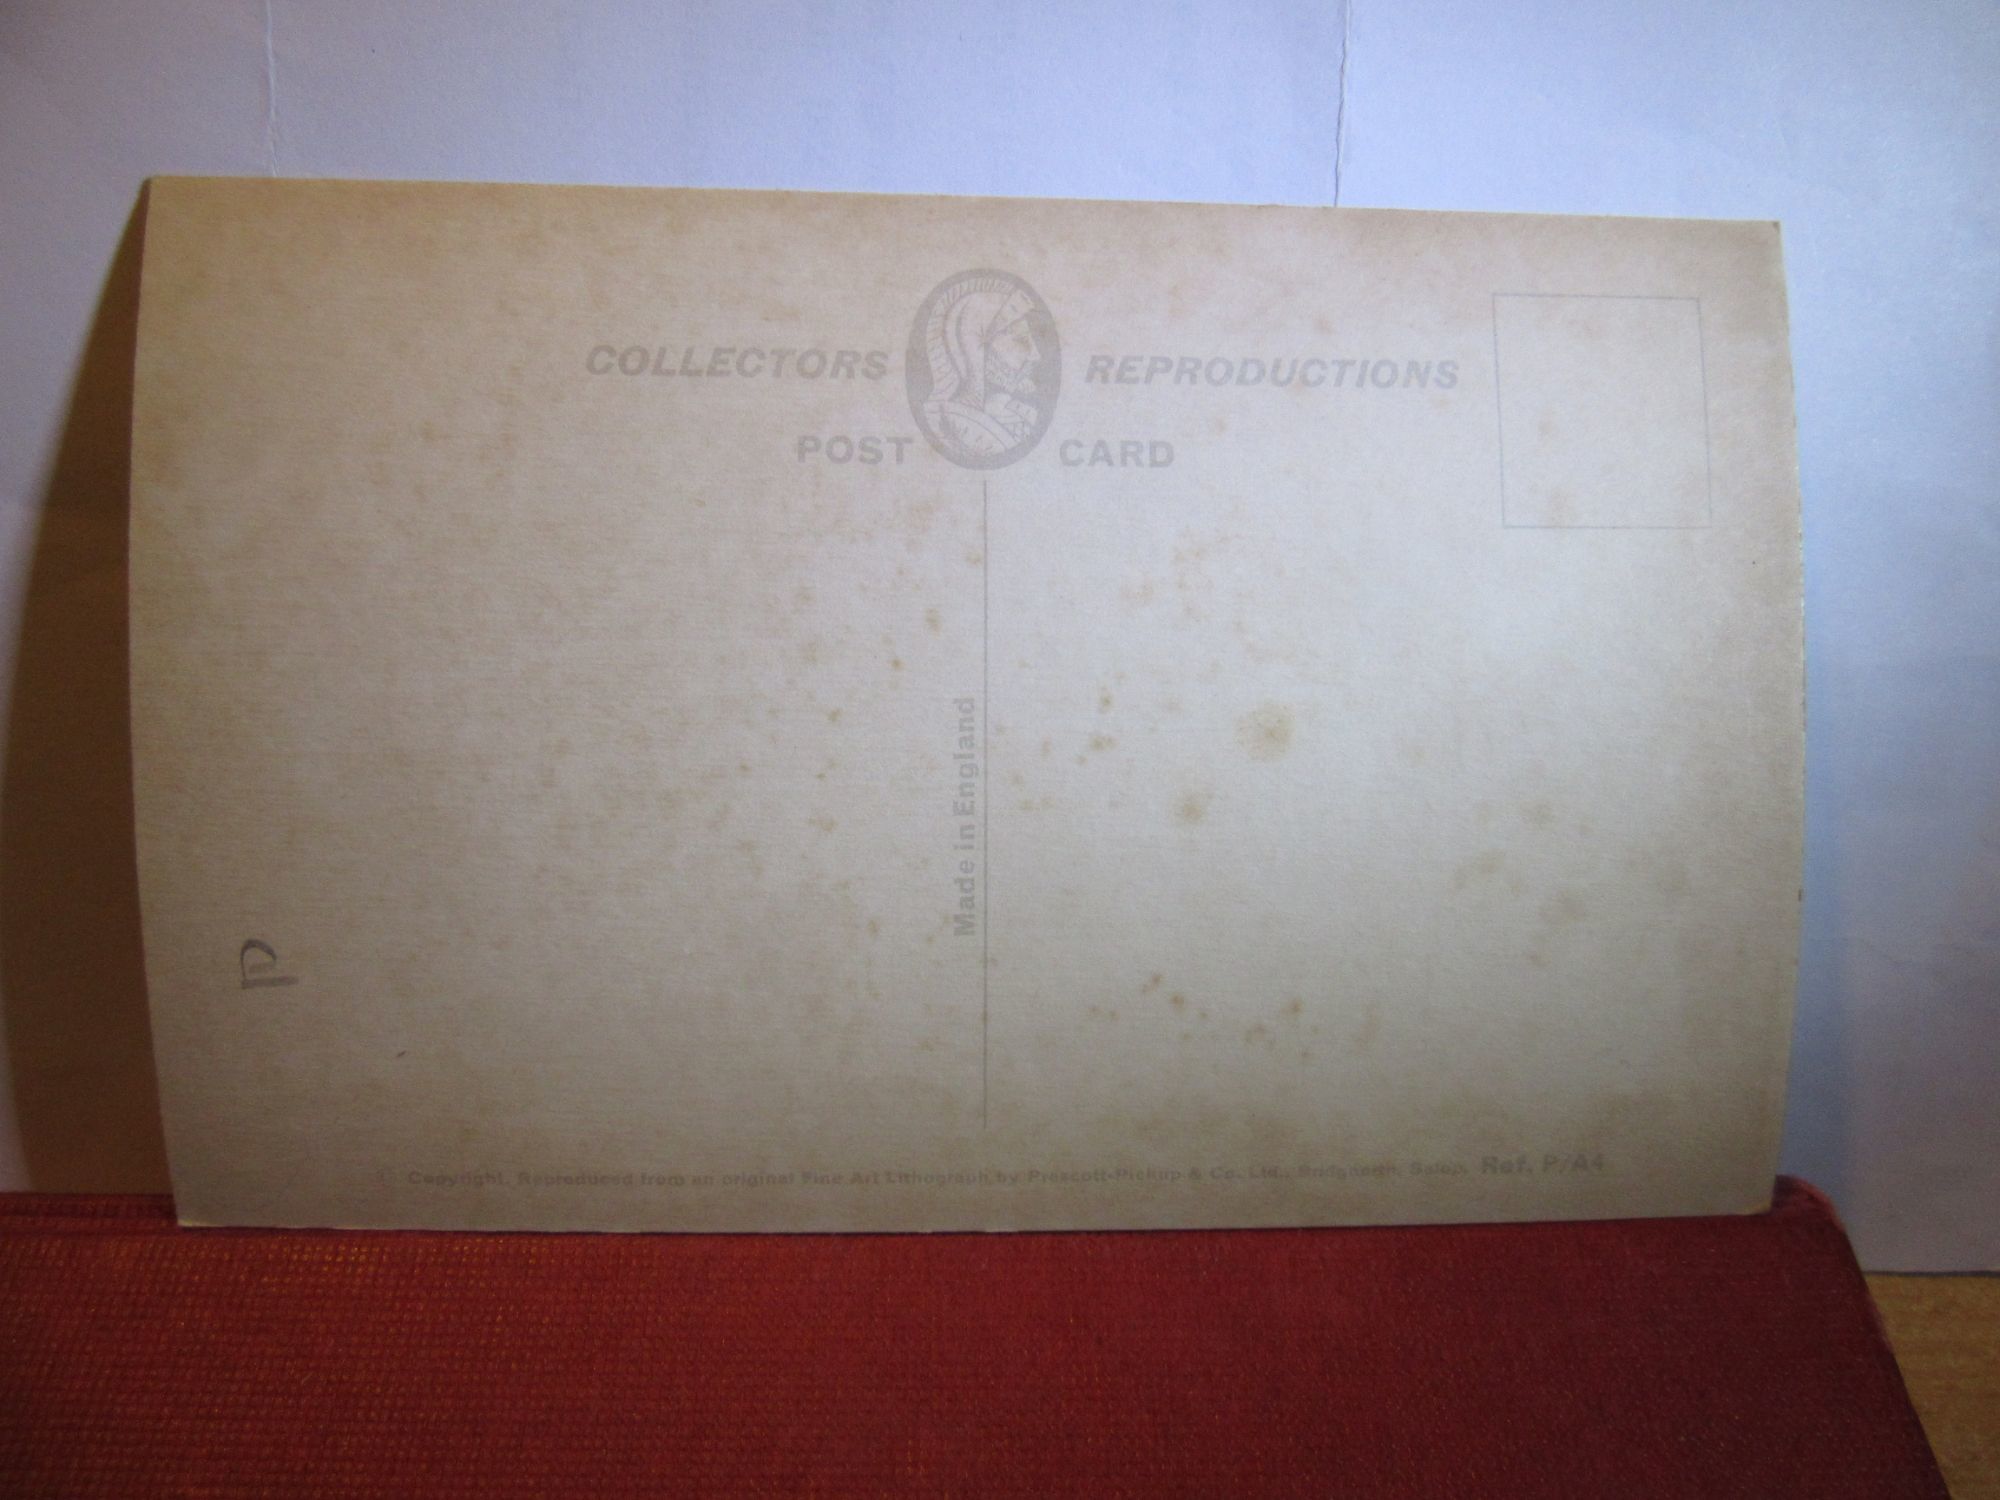 COLLECTORS REPRODUCTIONS
POST CARD
Made in England
© Copyright. Reproduced from an original Fine Art Lithograph by Prescott-Pickup & Co. Ltd., Bridgnorth, Salop. Ref. P/A4